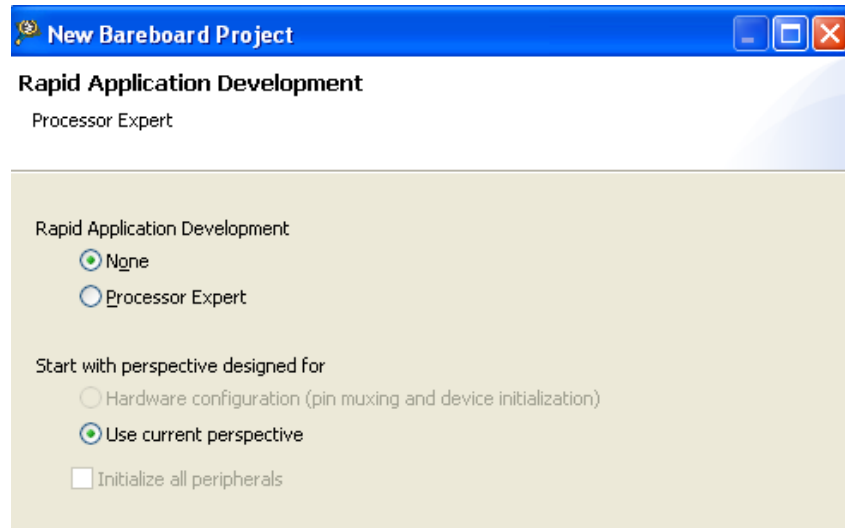 New Bareboard Project
Rapid Application Development
Processor Expert
Rapid Application Development
None
Processor Expert
Start with perspective designed for
Hardware configuration (pin muxing and device initialization)
Use current perspective
Initialize all peripherals